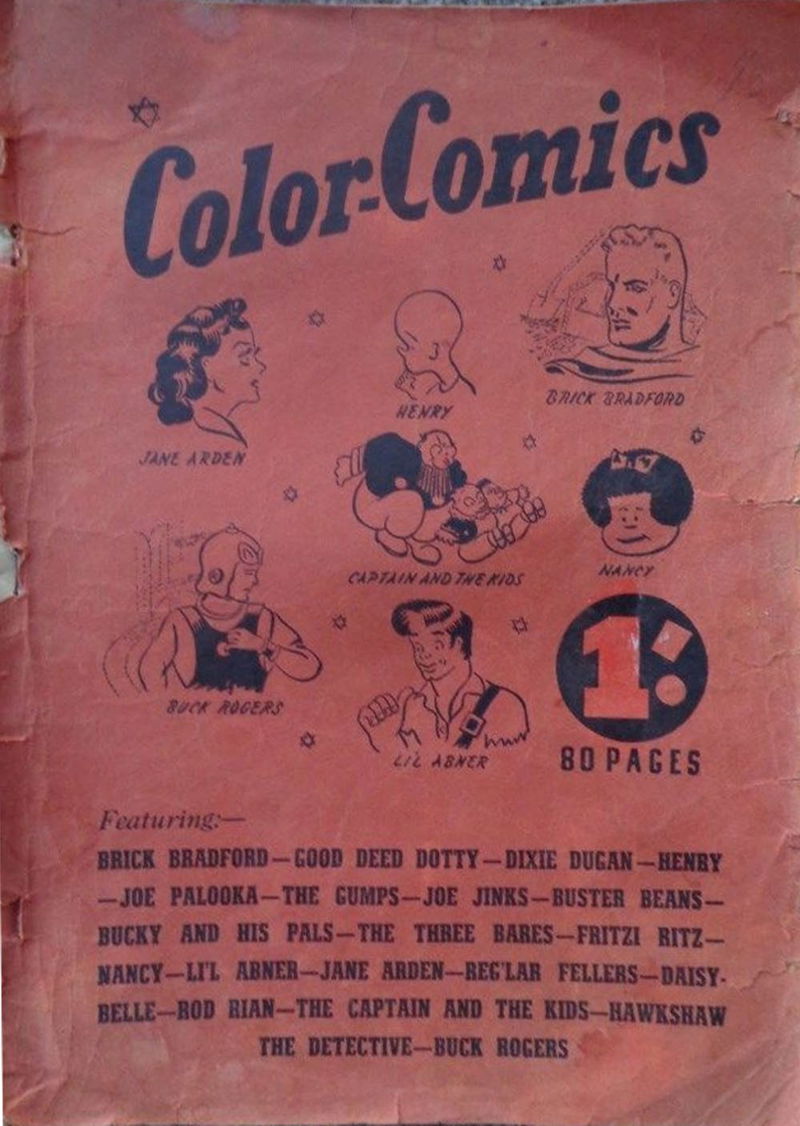 Color-Comics
JANE ARDEN
HENRY
BRICK BRADFORD
CAPTAIN AND THE KIDS
NANCY
BUCK ROGERS
LI'L ABNER
1!
80 PAGES
Featuring:—
BRICK BRADFORD—GOOD DEED DOTTY—DIXIE DUGAN—HENRY
—JOE PALOOKA—THE GUMPS—JOE JINKS—BUSTER BEANS—
BUCKY AND HIS PALS—THE THREE BARES—FRITZI RITZ—
NANCY—LI'L ABNER—JANE ARDEN—REG'LAR FELLERS—DAISY-
BELLE—ROD RIAN—THE CAPTAIN AND THE KIDS—HAWKSHAW
THE DETECTIVE—BUCK ROGERS